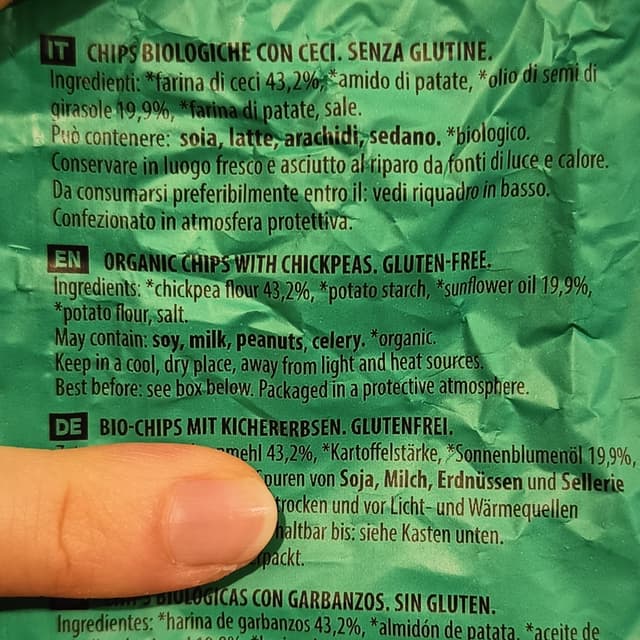 IT CHIPS BIOLOGICHE CON CECI. SENZA GLUTINE.
Ingredienti: *farina di ceci 43,2%, *amido di patate, *olio di semi di
girasole 19,9%, *farina di patate, sale.
Può contenere: soia, latte, arachidi, sedano. *biologico.
Conservare in luogo fresco e asciutto al riparo da fonti di luce e calore.
Da consumarsi preferibilmente entro il: vedi riquadro in basso.
Confezionato in atmosfera protettiva.
EN ORGANIC CHIPS WITH CHICKPEAS. GLUTEN-FREE.
Ingredients: *chickpea flour 43,2%, *potato starch, *sunflower oil 19,9%,
*potato flour, salt.
May contain: soy, milk, peanuts, celery. *organic.
Keep in a cool, dry place, away from light and heat sources.
Best before: see box below. Packaged in a protective atmosphere.
DE BIO-CHIPS MIT KICHERERBSEN. GLUTENFREI.
43,2%, *Kartoffelstärke, *Sonnenblumenöl 19,9%,
von Soja, Milch, Erdnüssen und Sellerie
und vor Licht- und Wärmequellen
bis: siehe Kasten unten.
BIOLÓGICAS CON GARBANZOS. SIN GLUTEN.
Ingredientes: *harina de garbanzos 43,2%, *almidón de patata, *aceite de